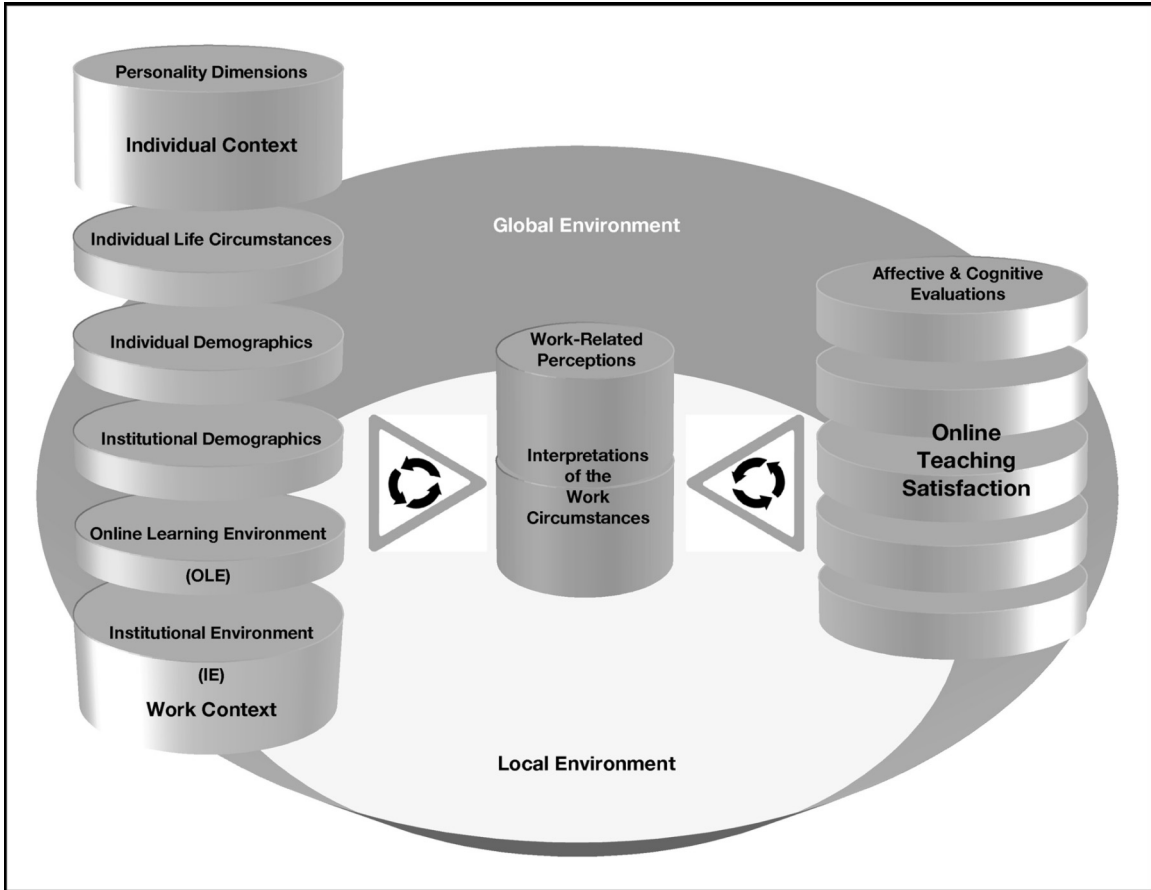 Personality Dimensions
Individual Context
Individual Life Circumstances
Individual Demographics
Institutional Demographics
Online Learning Environment
(OLE)
Institutional Environment
(IE)
Work Context
Global Environment
Work-Related
Perceptions
Interpretations
of the
Work
Circumstances
Local Environment
Affective & Cognitive
Evaluations
Online
Teaching
Satisfaction